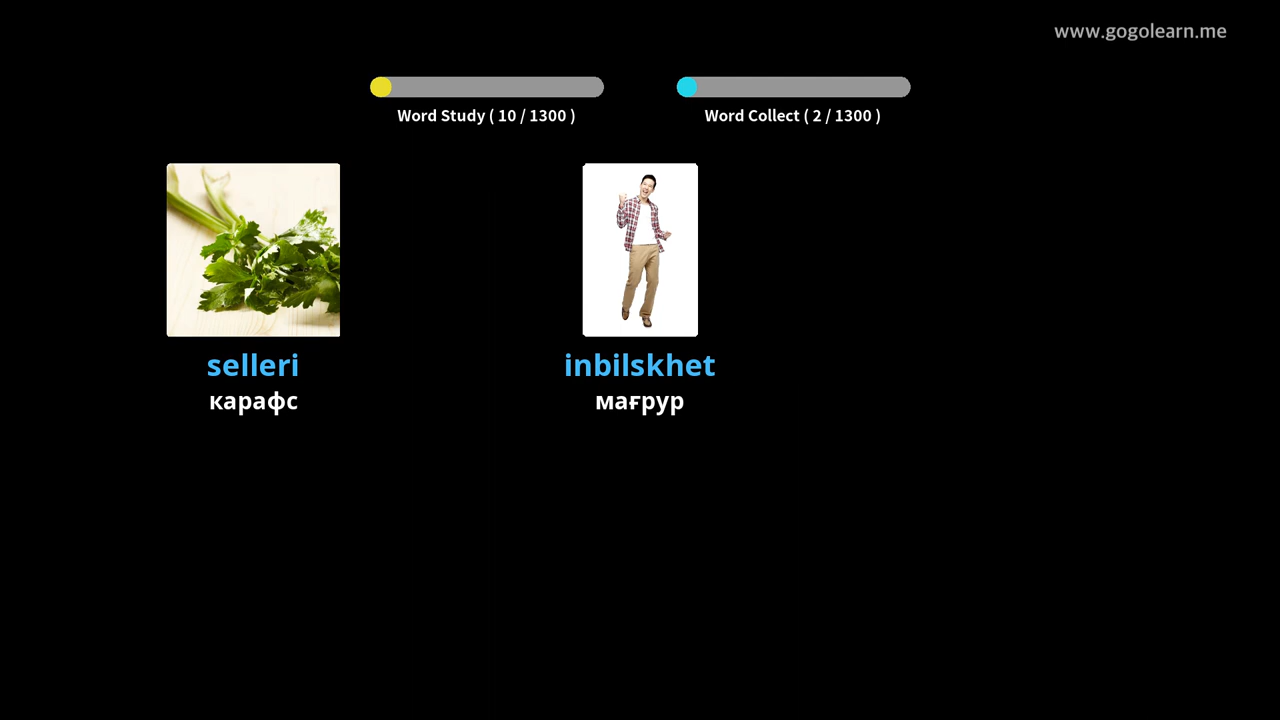 www.gogolearn.me
Word Study ( 10 / 1300 )
Word Collect ( 2 / 1300 )
selleri
карафс
inbilskhet
мағрур